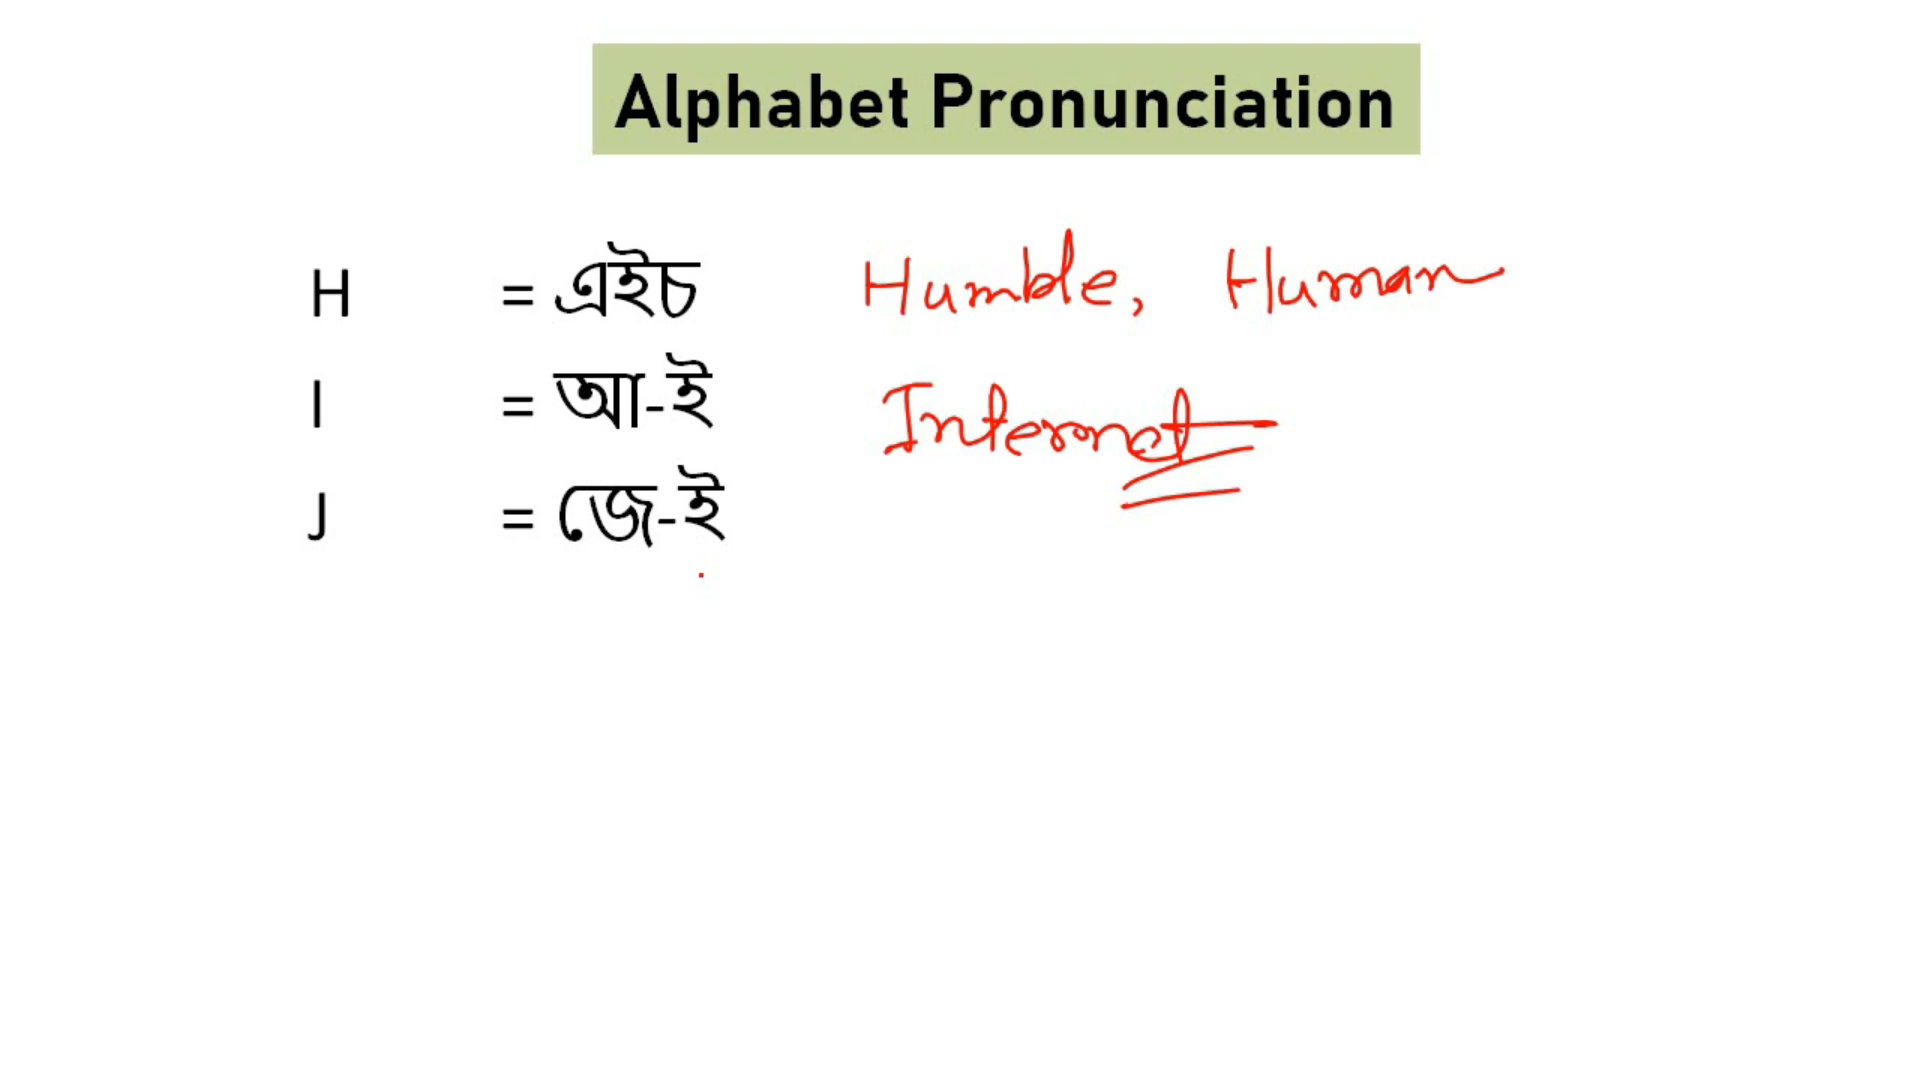 Alphabet Pronunciation
H = এইচ Humble, Human
I = আ-ই Internet
J = জে-ই